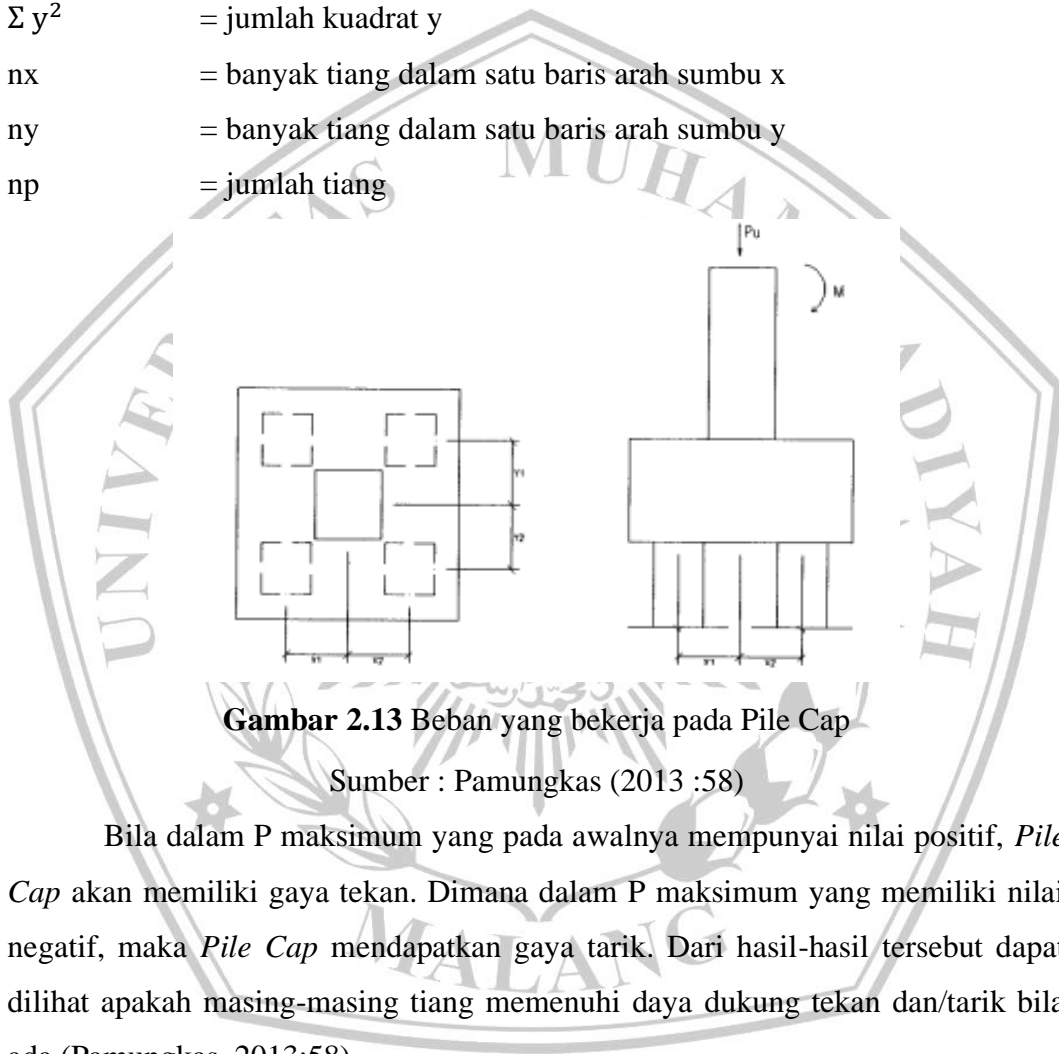 Σ y² = jumlah kuadrat y
nx = banyak tiang dalam satu baris arah sumbu x
ny = banyak tiang dalam satu baris arah sumbu y
np = jumlah tiang
Pu
M
Y1
Y2
X1
X2
X1
X2
Gambar 2.13 Beban yang bekerja pada Pile Cap
Sumber : Pamungkas (2013 :58)
Bila dalam P maksimum yang pada awalnya mempunyai nilai positif, Pile
Cap akan memiliki gaya tekan. Dimana dalam P maksimum yang memiliki nilai
negatif, maka Pile Cap mendapatkan gaya tarik. Dari hasil-hasil tersebut dapat
dilihat apakah masing-masing tiang memenuhi daya dukung tekan dan/tarik bila
ada (Pamungkas, 2013:58)
MALANG